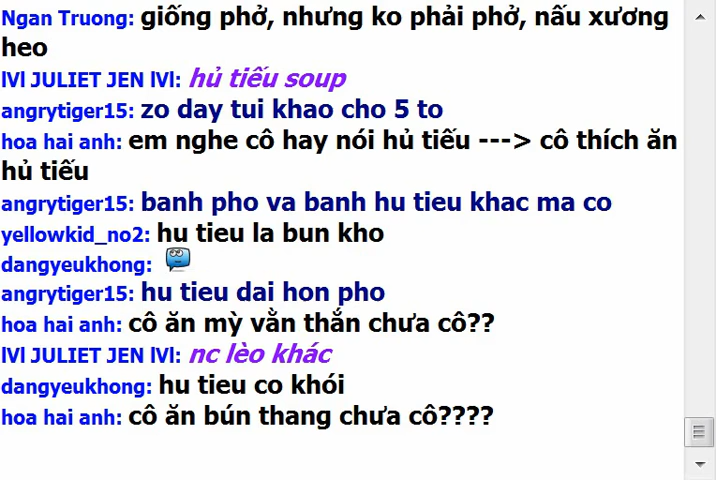 Ngan Truong: giống phở, nhưng ko phải phở, nấu xương
heo
lVl JULIET JEN lVl: hủ tiếu soup
angrytiger15: zo day tui khao cho 5 to
hoa hai anh: em nghe cô hay nói hủ tiếu ---> cô thích ăn
hủ tiếu
angrytiger15: banh pho va banh hu tieu khac ma co
yellowkid_no2: hu tieu la bun kho
dangyeukhong:
angrytiger15: hu tieu dai hon pho
hoa hai anh: cô ăn mỳ vằn thắn chưa cô??
lVl JULIET JEN lVl: nc lèo khác
dangyeukhong: hu tieu co khói
hoa hai anh: cô ăn bún thang chưa cô????